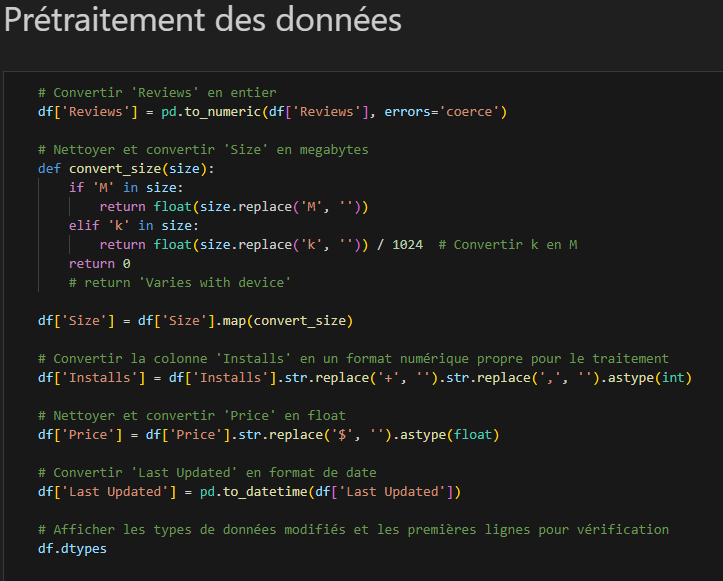 Prétraitement des données
# Convertir 'Reviews' en entier
df['Reviews'] = pd.to_numeric(df['Reviews'], errors='coerce')
# Nettoyer et convertir 'Size' en megabytes
def convert_size(size):
    if 'M' in size:
        return float(size.replace('M', ''))
    elif 'k' in size:
        return float(size.replace('k', '')) / 1024  # Convertir k en M
    return 0
    # return 'Varies with device'
df['Size'] = df['Size'].map(convert_size)
# Convertir la colonne 'Installs' en un format numérique propre pour le traitement
df['Installs'] = df['Installs'].str.replace('+', '').str.replace(',', '').astype(int)
# Nettoyer et convertir 'Price' en float
df['Price'] = df['Price'].str.replace('$', '').astype(float)
# Convertir 'Last Updated' en format de date
df['Last Updated'] = pd.to_datetime(df['Last Updated'])
# Afficher les types de données modifiés et les premières lignes pour vérification
df.dtypes